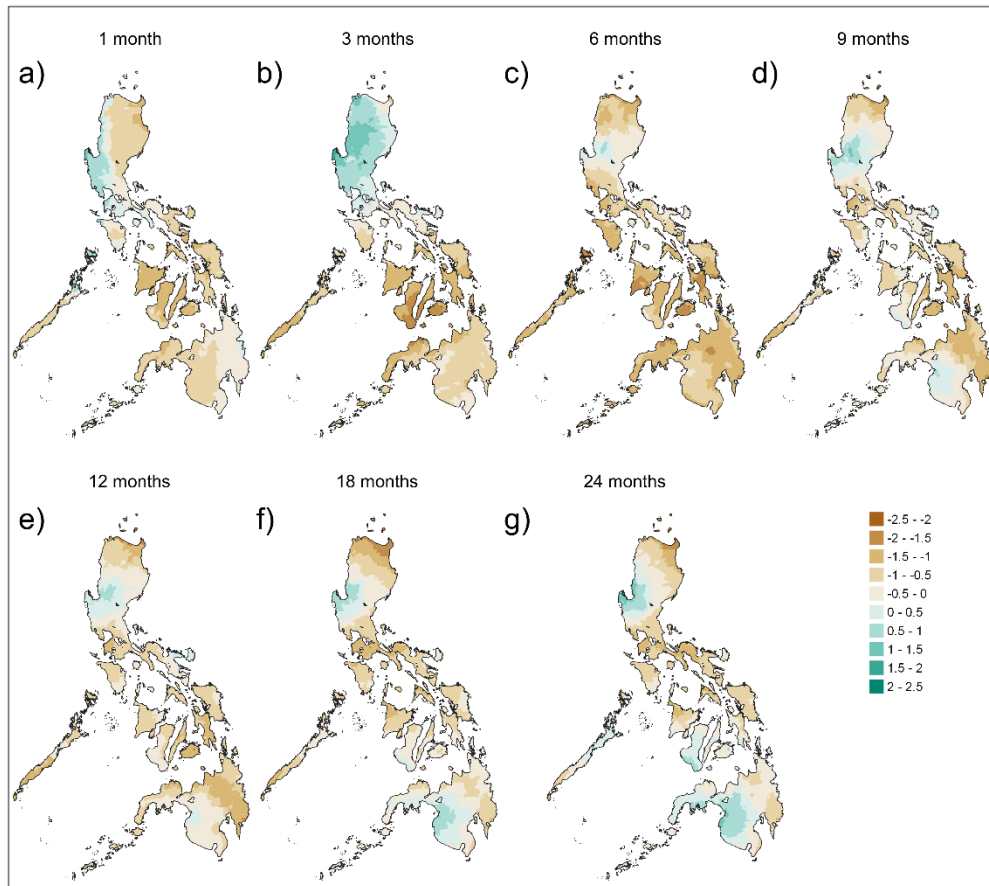 1 month
3 months
6 months
9 months
a)
b)
c)
d)
12 months
18 months
24 months
e)
f)
g)
-2.5 - -2
-2 - -1.5
-1.5 - -1
-1 - -0.5
-0.5 - 0
0 - 0.5
0.5 - 1
1 - 1.5
1.5 - 2
2 - 2.5